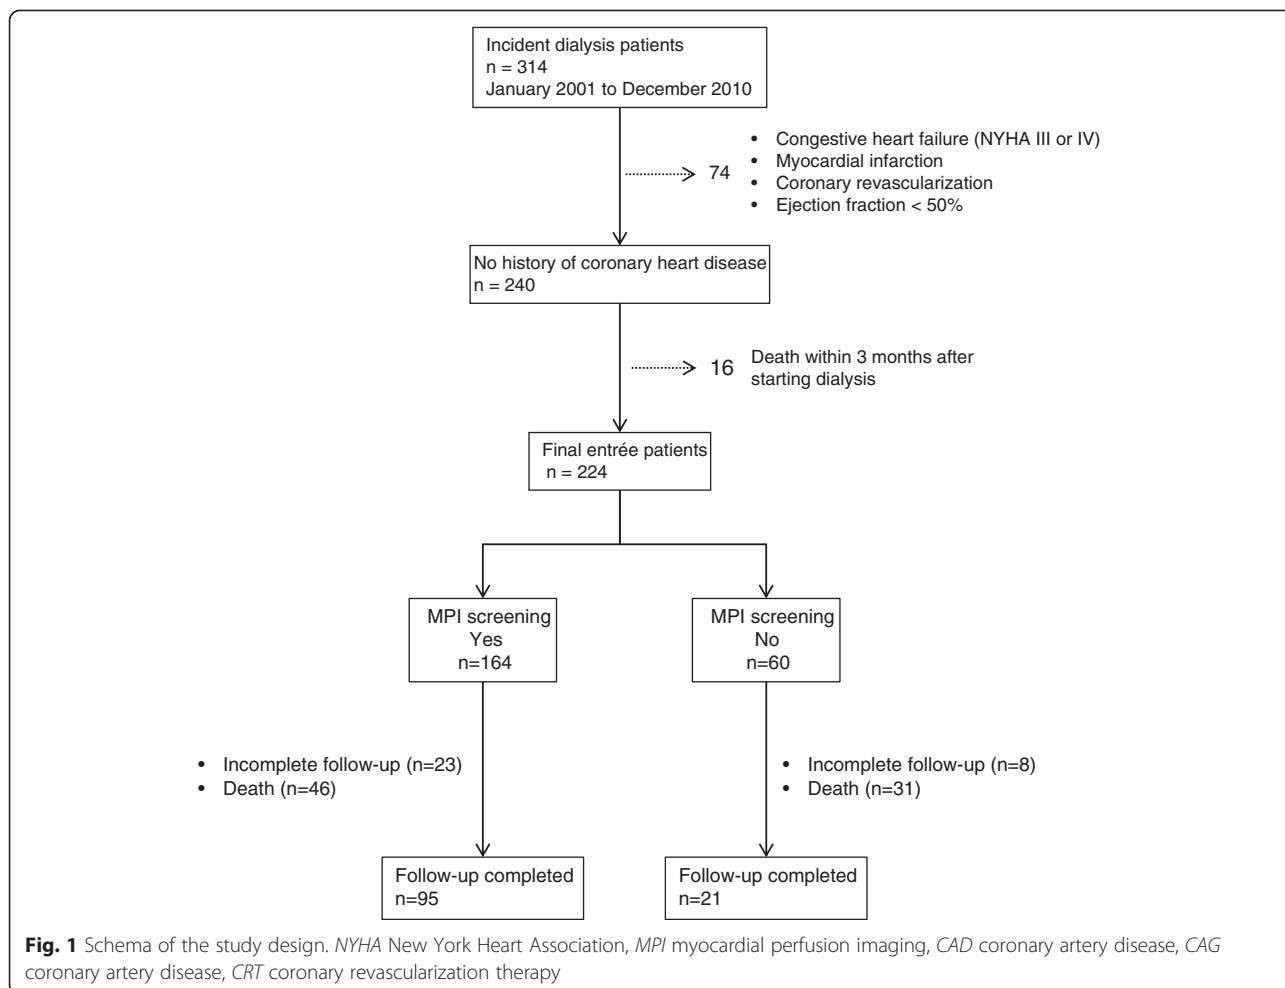 Incident dialysis patients
n = 314
January 2001 to December 2010
74
• Congestive heart failure (NYHA III or IV)
• Myocardial infarction
• Coronary revascularization
• Ejection fraction < 50%
No history of coronary heart disease
n = 240
16
Death within 3 months after
starting dialysis
Final entrée patients
n = 224
MPI screening
Yes
n=164
MPI screening
No
n=60
• Incomplete follow-up (n=23)
• Death (n=46)
• Incomplete follow-up (n=8)
• Death (n=31)
Follow-up completed
n=95
Follow-up completed
n=21
Fig. 1 Schema of the study design. NYHA New York Heart Association, MPI myocardial perfusion imaging, CAD coronary artery disease, CAG
coronary artery disease, CRT coronary revascularization therapy